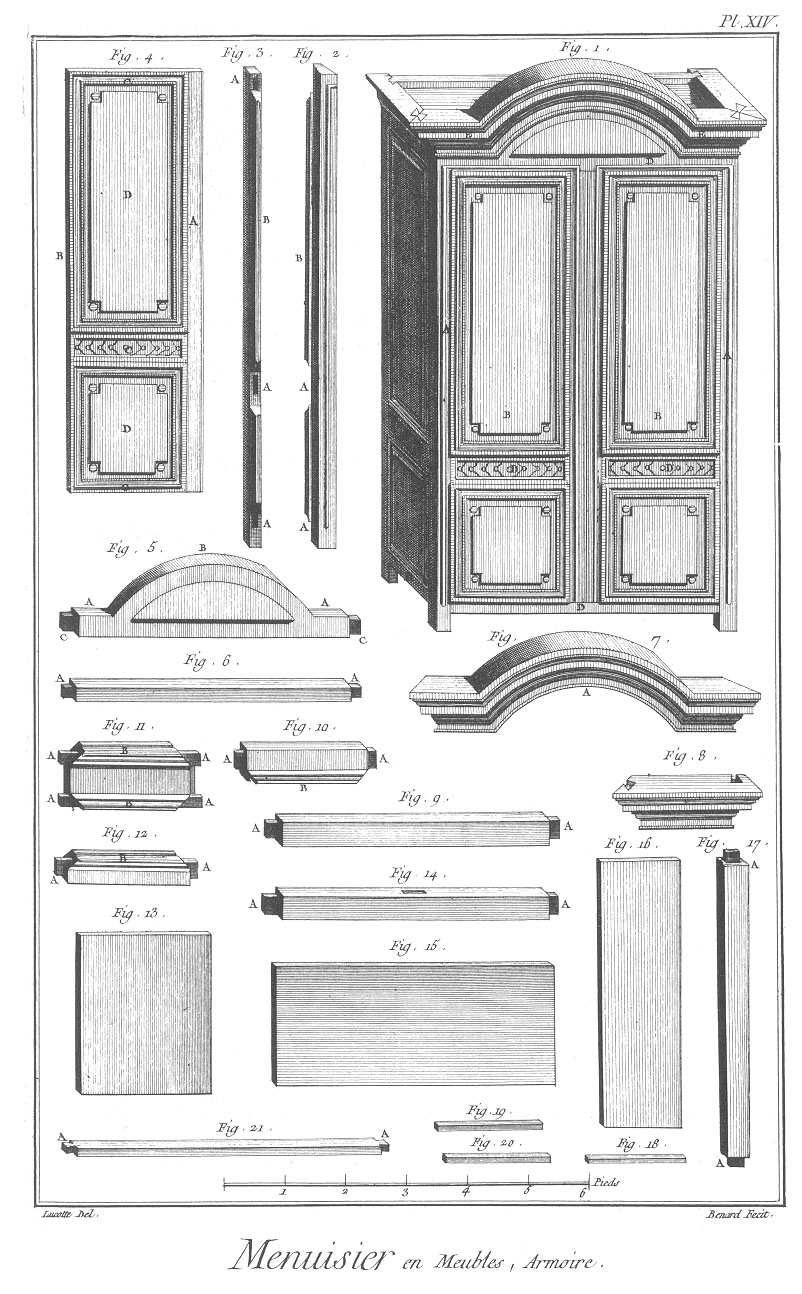 Pl. XIV.
Fig. 4. Fig. 3. Fig. 2. Fig. 1.
C
A
D
B
A
D
C
C
D
C
A
B
A
A
B
A
A
E
E
D
A
A
B
B
D
D
D
Fig. 5.
B
A
A
C
C
Fig. 6.
A
A
Fig. 7.
A
Fig. 11. Fig. 10.
A
B
A
A
B
A
A
A
B
Fig. 8.
Fig. 9.
A
A
Fig. 12.
A
B
A
Fig. 14.
A
A
Fig. 16. Fig. 17.
A
A
Fig. 13.
Fig. 15.
Fig. 21.
A
A
Fig. 19.
Fig. 20. Fig. 18.
1 2 3 4 5 6 Pieds
Lucotte Del. Benard Fecit.
Menuisier en Meubles, Armoire.